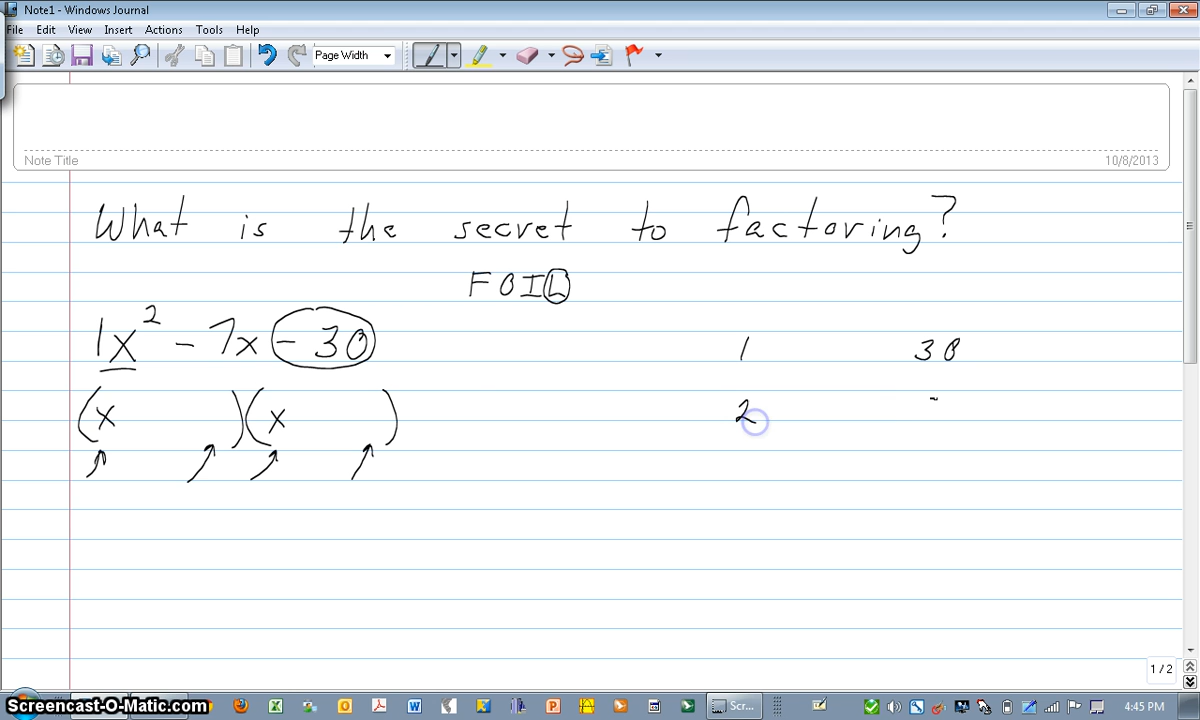 Note1 - Windows Journal
File Edit View Insert Actions Tools Help
Page Width
Note Title
10/8/2013
What is the secret to factoring?
FOIL
1x² - 7x - 30
1 30
(x )(x )
2
1 / 2
Screencast-O-Matic.com
Scr...
4:45 PM